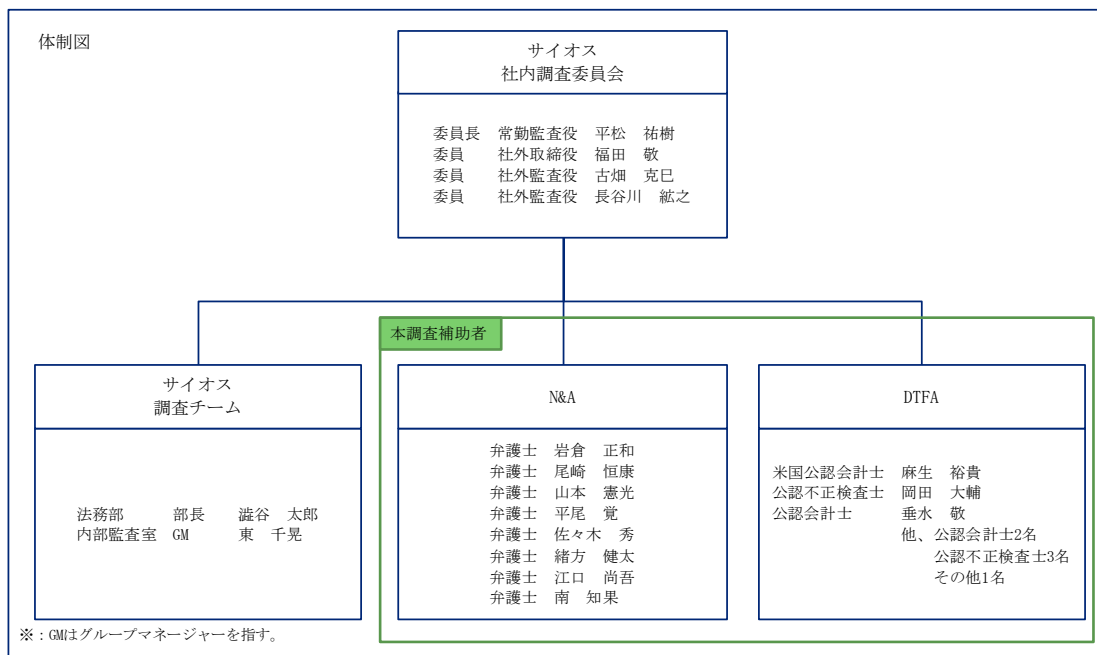 体制図
サイオス
社内調査委員会
委員長 常勤監査役 平松 祐樹
委員 社外取締役 福田 敬
委員 社外監査役 古畑 克巳
委員 社外監査役 長谷川 紘之
本調査補助者
サイオス
調査チーム
法務部 部長 澁谷 太郎
内部監査室 GM 東 千晃
N&A
弁護士 岩倉 正和
弁護士 尾崎 恒康
弁護士 山本 憲光
弁護士 平尾 覚
弁護士 佐々木 秀
弁護士 緒方 健太
弁護士 江口 尚吾
弁護士 南 知果
DTFA
米国公認会計士 麻生 裕貴
公認不正検査士 岡田 大輔
公認会計士 垂水 敬
他、公認会計士2名
公認不正検査士3名
その他1名
※：GMはグループマネージャーを指す。